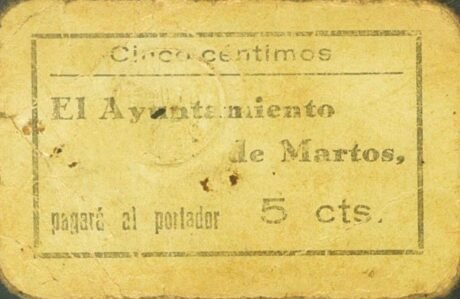 Cinco céntimos
El Ayuntamiento
de Martos,
pagará al portador 5 cts.